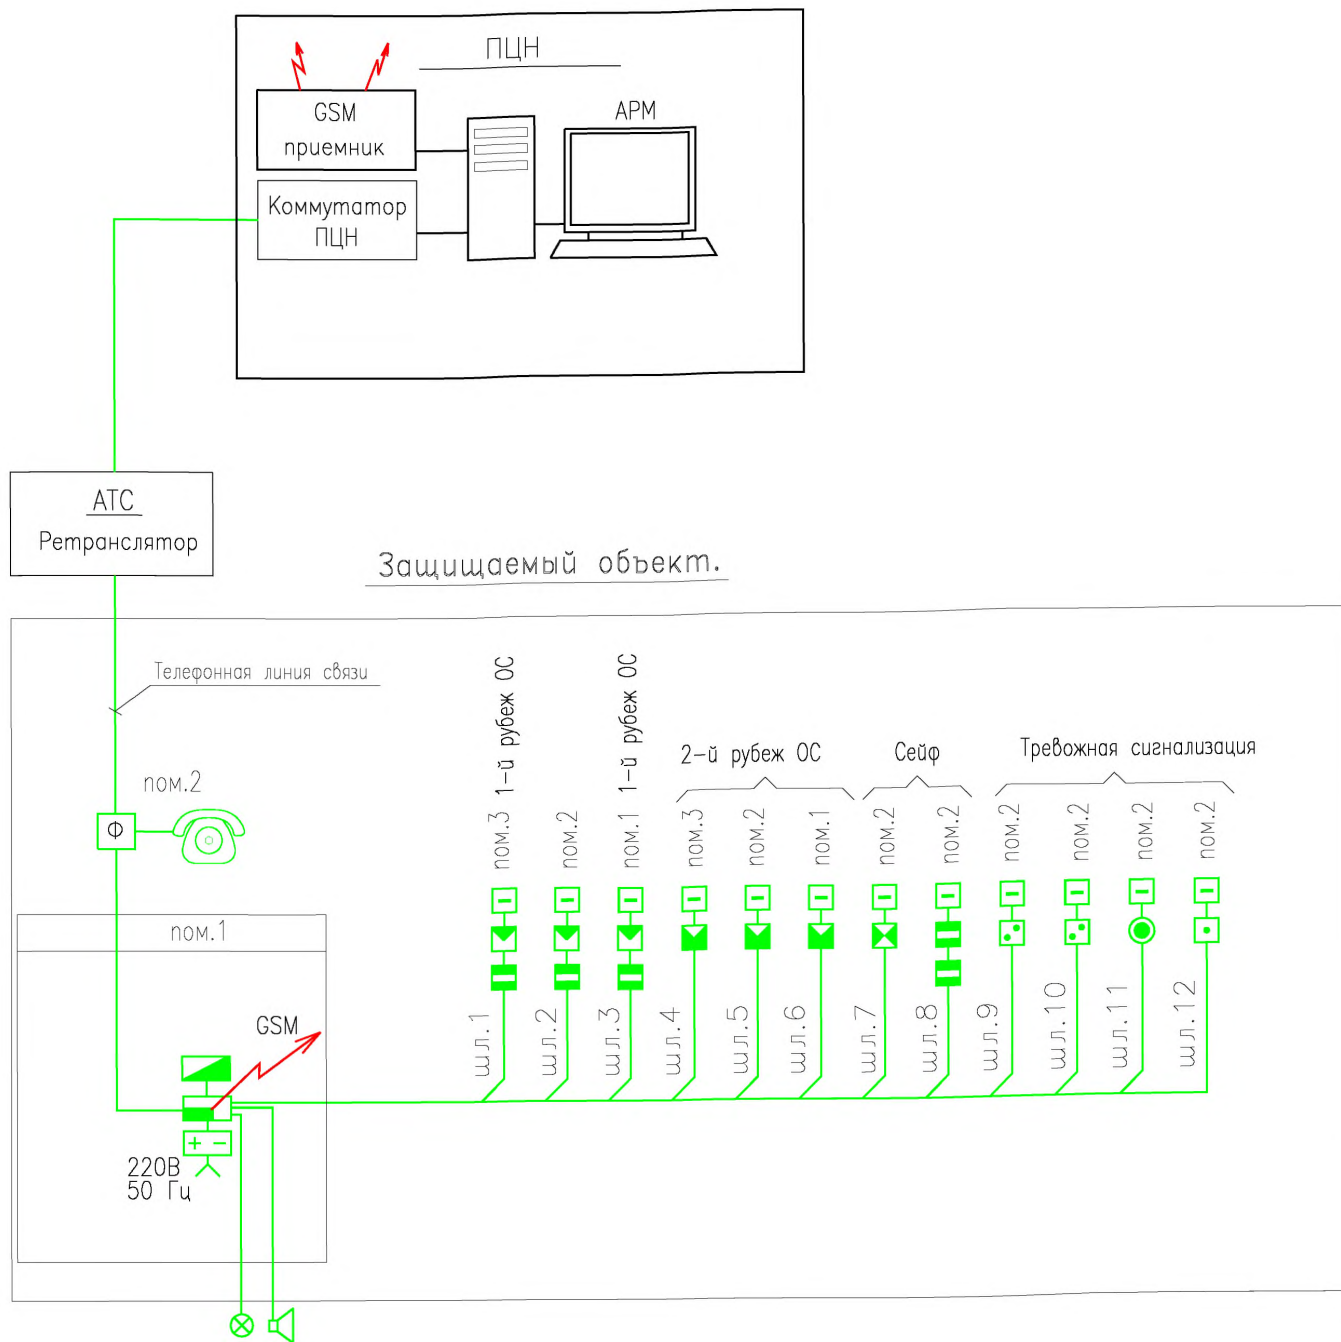 ПЦН
GSM
приемник
АРМ
Коммутатор
ПЦН
АТС
Ретранслятор
Защищаемый объект.
Телефонная линия связи
пом.2
Ф
пом.1
GSM
220В
50 Гц
+ −
1-й рубеж ОС
1-й рубеж ОС
2-й рубеж ОС
Сейф
Тревожная сигнализация
пом.3
пом.2
пом.1
пом.3
пом.2
пом.1
пом.2
пом.2
пом.2
пом.2
пом.2
пом.2
шл.1
шл.2
шл.3
шл.4
шл.5
шл.6
шл.7
шл.8
шл.9
шл.10
шл.11
шл.12